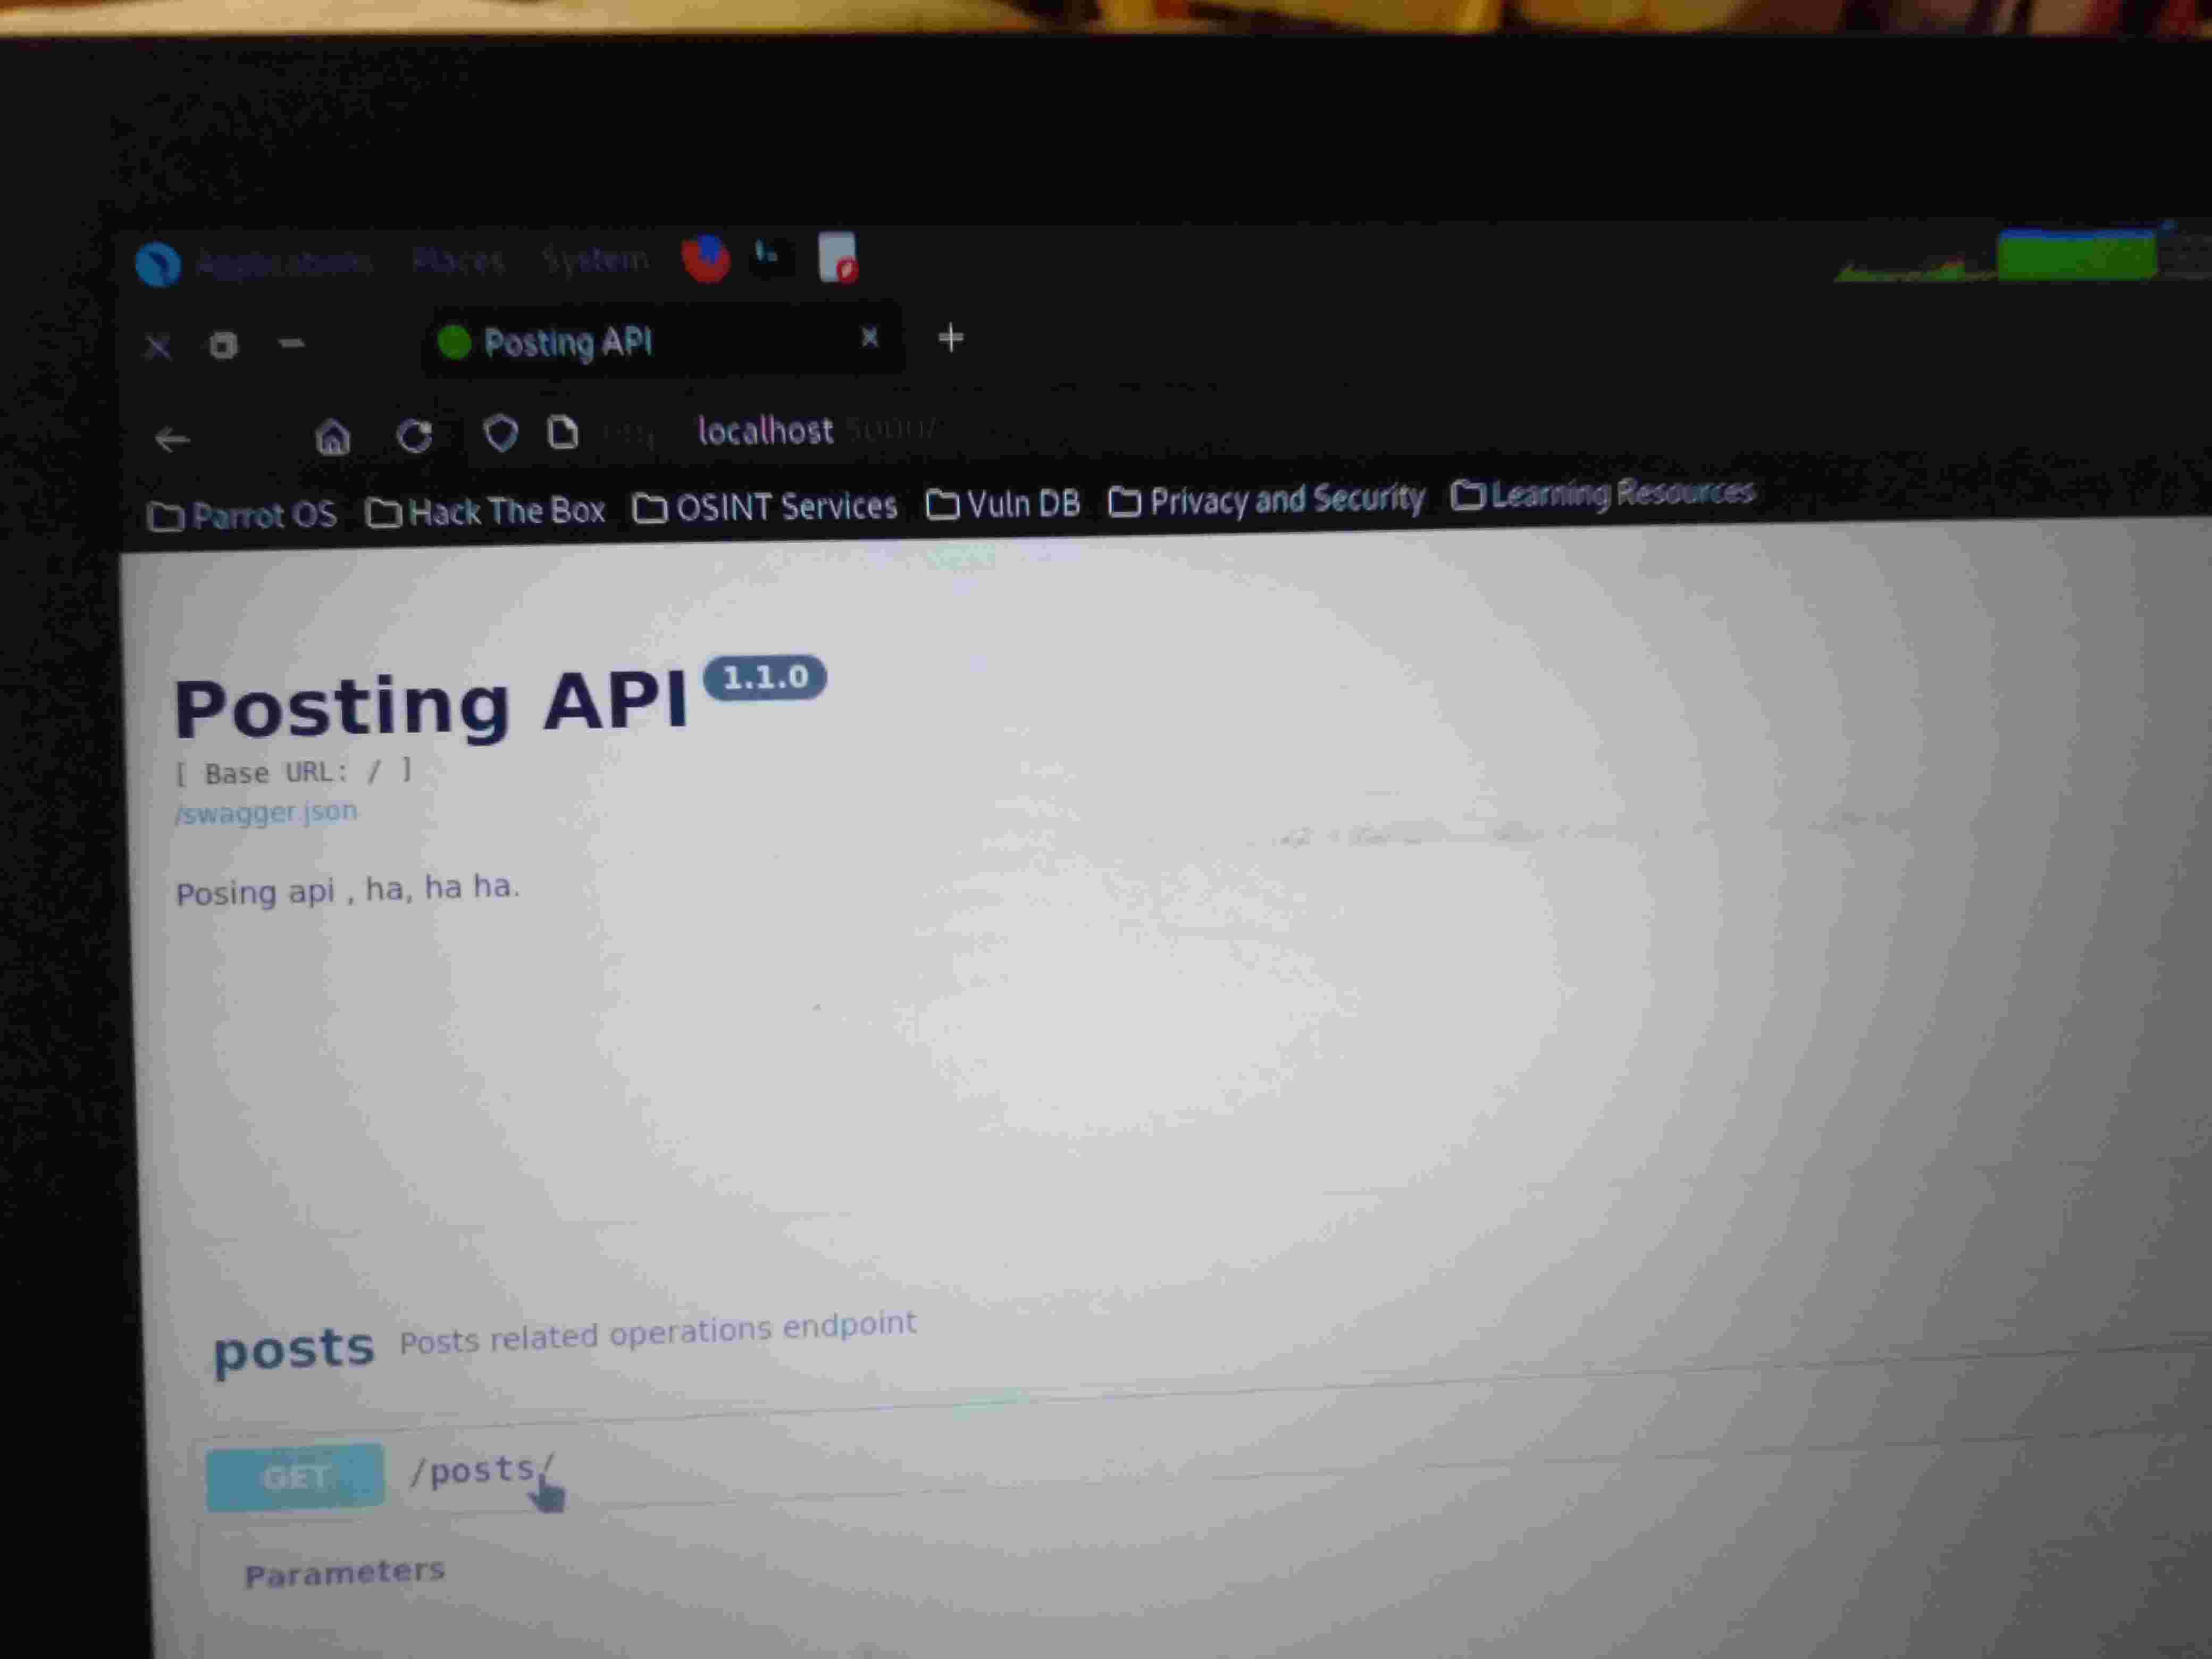 Applications Places System
Posting API
localhost:5000/
Parrot OS Hack The Box OSINT Services Vuln DB Privacy and Security Learning Resources
Posting API 1.1.0
[ Base URL: / ]
/swagger.json
Posing api , ha, ha ha.
posts Posts related operations endpoint
GET /posts/
Parameters